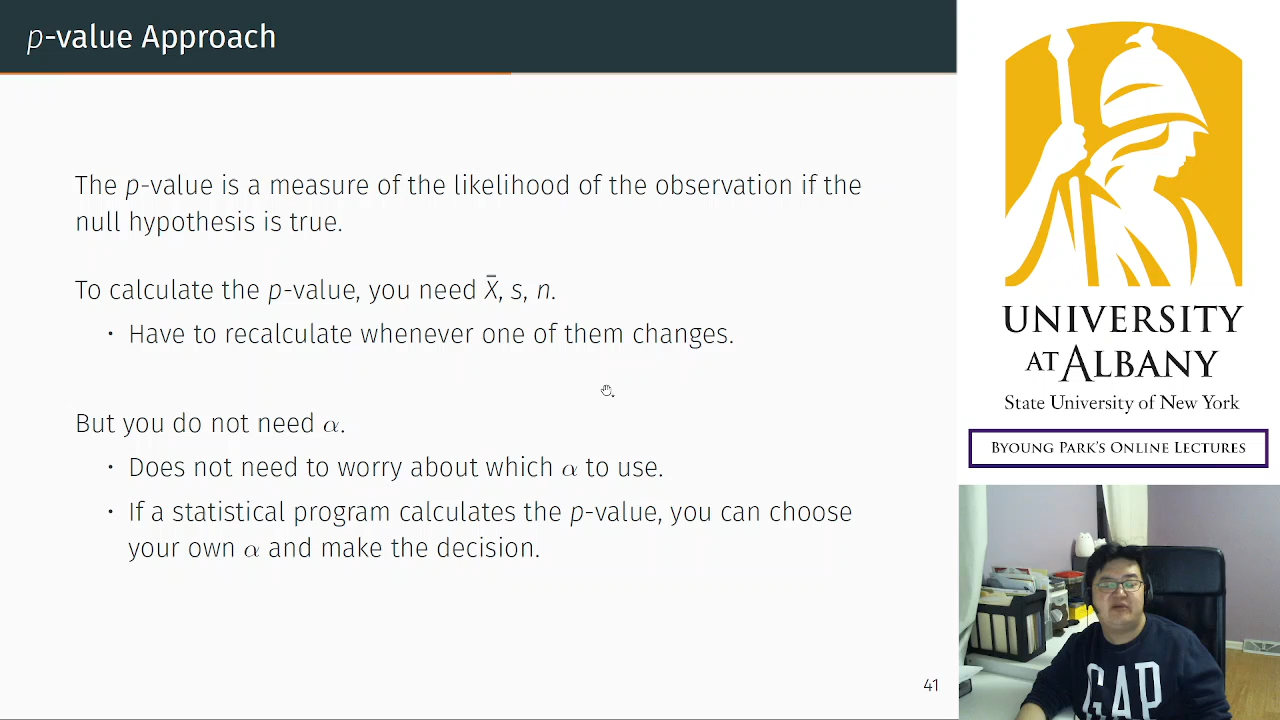 p-value Approach
The p-value is a measure of the likelihood of the observation if the
null hypothesis is true.
To calculate the p-value, you need X̄, s, n.
· Have to recalculate whenever one of them changes.
But you do not need α.
· Does not need to worry about which α to use.
· If a statistical program calculates the p-value, you can choose
your own α and make the decision.
41
UNIVERSITY
AT ALBANY
State University of New York
BYOUNG PARK'S ONLINE LECTURES
GAP